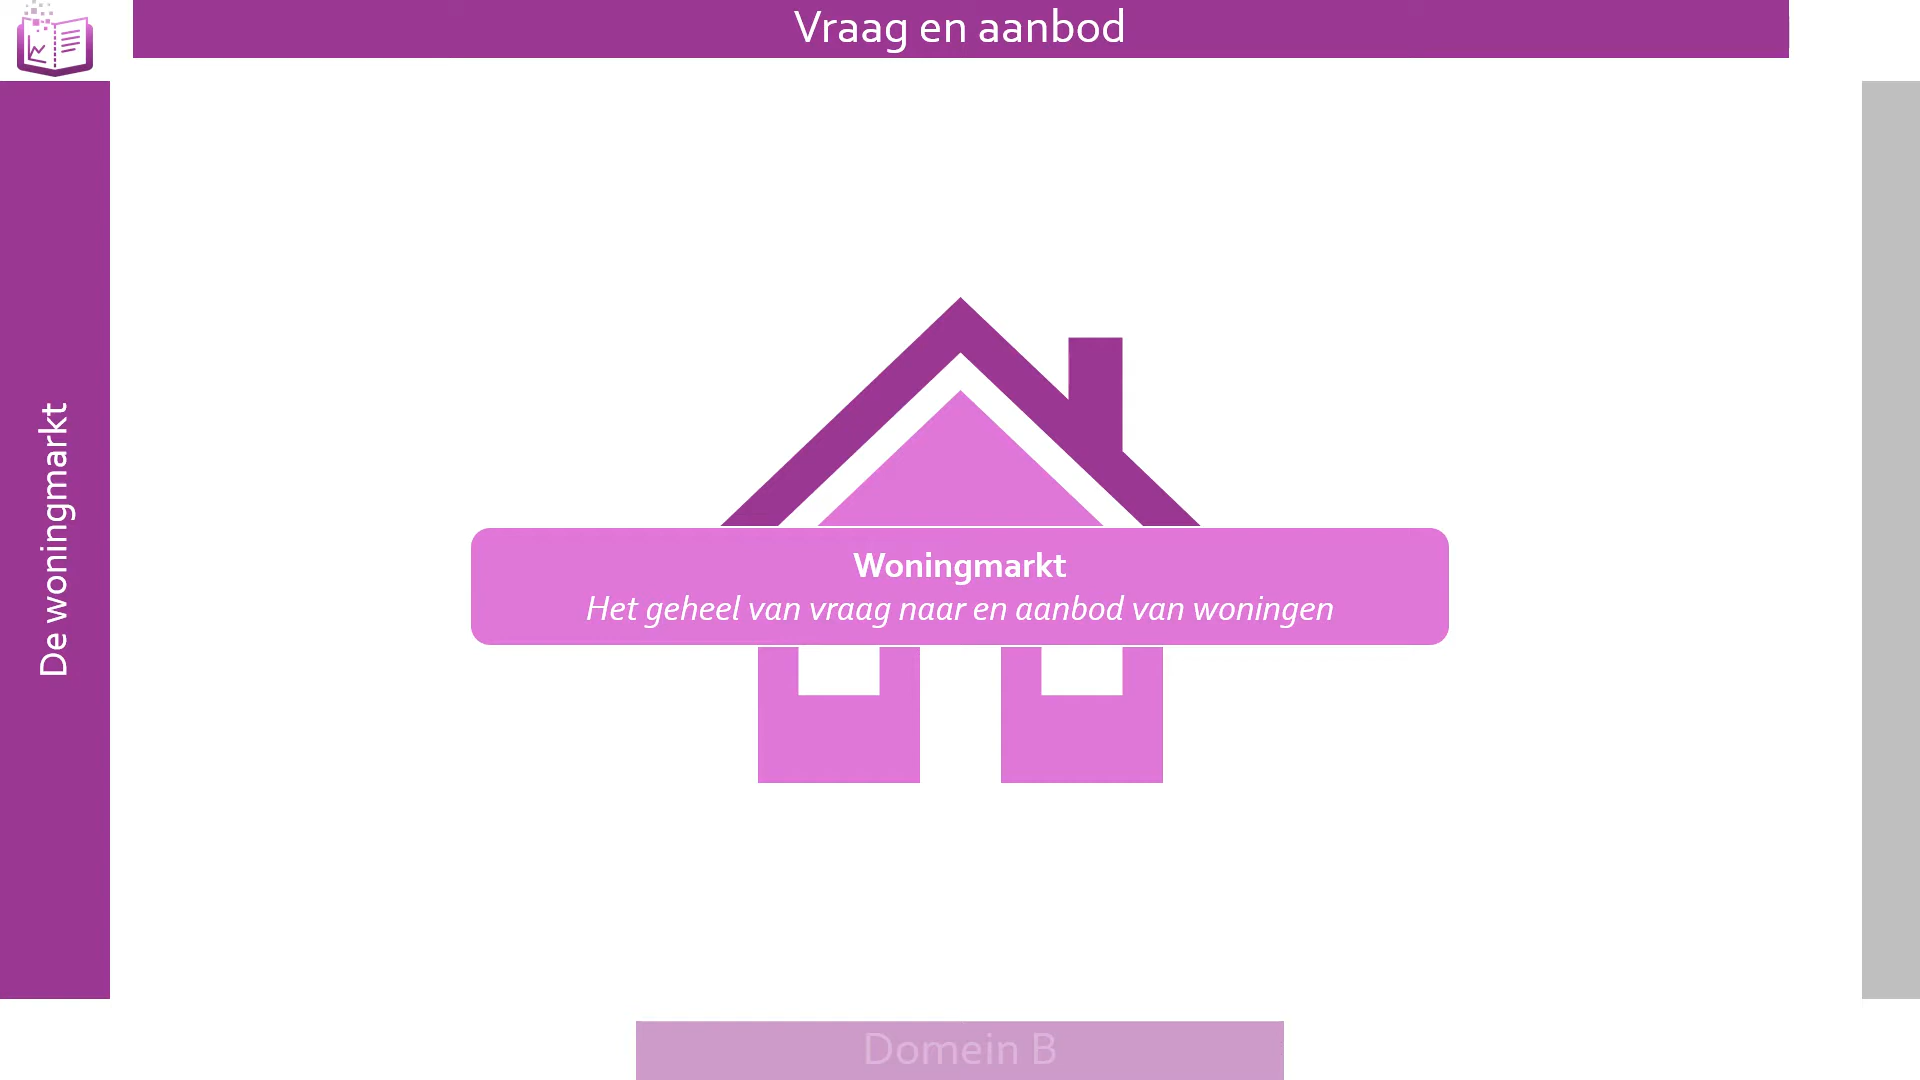 Vraag en aanbod
De woningmarkt
Woningmarkt
Het geheel van vraag naar en aanbod van woningen
Domein B